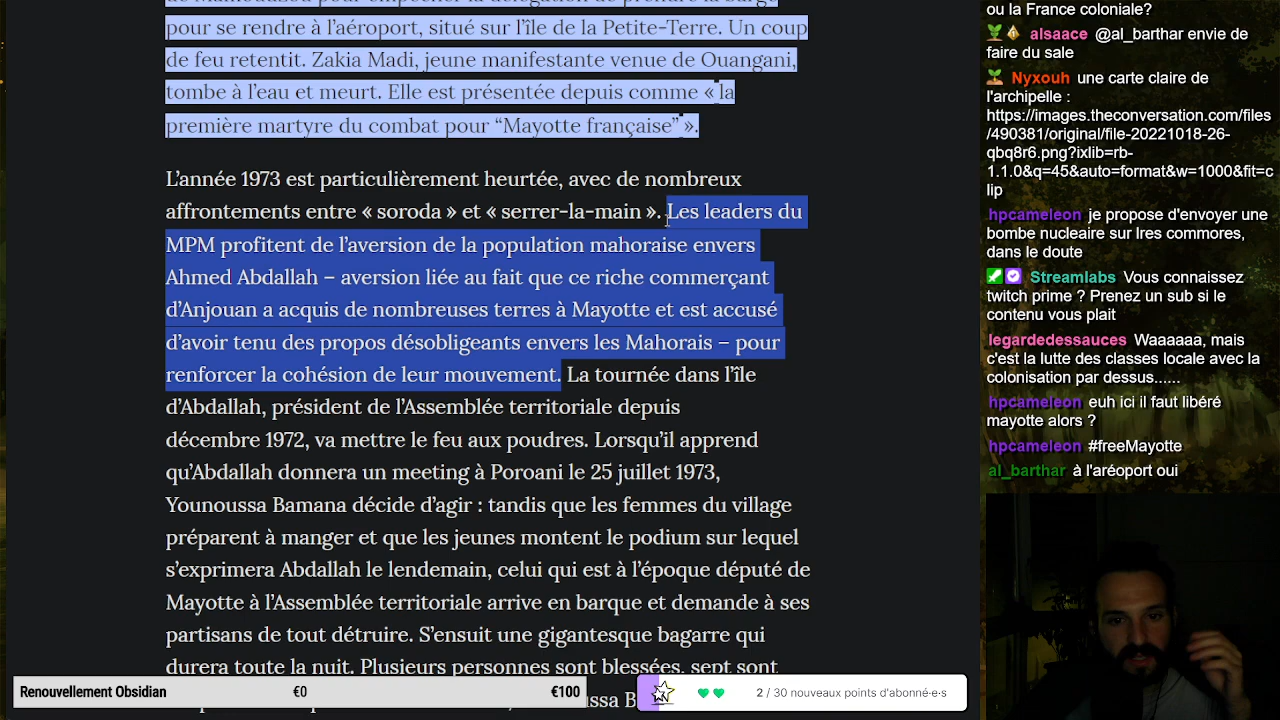 de Mamoudzou pour empêcher la délégation de prendre la barge
pour se rendre à l’aéroport, situé sur l’île de la Petite-Terre. Un coup
de feu retentit. Zakia Madi, jeune manifestante venue de Ouangani,
tombe à l’eau et meurt. Elle est présentée depuis comme « la
première martyre du combat pour “Mayotte française” ».
L’année 1973 est particulièrement heurtée, avec de nombreux
affrontements entre « soroda » et « serrer-la-main ». Les leaders du
MPM profitent de l’aversion de la population mahoraise envers
Ahmed Abdallah – aversion liée au fait que ce riche commerçant
d’Anjouan a acquis de nombreuses terres à Mayotte et est accusé
d’avoir tenu des propos désobligeants envers les Mahorais – pour
renforcer la cohésion de leur mouvement. La tournée dans l’île
d’Abdallah, président de l’Assemblée territoriale depuis
décembre 1972, va mettre le feu aux poudres. Lorsqu’il apprend
qu’Abdallah donnera un meeting à Poroani le 25 juillet 1973,
Younoussa Bamana décide d’agir : tandis que les femmes du village
préparent à manger et que les jeunes montent le podium sur lequel
s’exprimera Abdallah le lendemain, celui qui est à l’époque député de
Mayotte à l’Assemblée territoriale arrive en barque et demande à ses
partisans de tout détruire. S’ensuit une gigantesque bagarre qui
durera toute la nuit. Plusieurs personnes sont blessées, sept sont
Renouvellement Obsidian €0 €100
2 / 30 nouveaux points d'abonné·e·s
ou la France coloniale?
alsaace @al_barthar envie de
faire du sale
Nyxouh une carte claire de
l'archipelle :
https://images.theconversation.com/files
/490381/original/file-20221018-26-
qbq8r6.png?ixlib=rb-
1.1.0&q=45&auto=format&w=1000&fit=c
lip
hpcameleon je propose d'envoyer une
bombe nucleaire sur lres commores,
dans le doute
Streamlabs Vous connaissez
twitch prime ? Prenez un sub si le
contenu vous plait
legardedessauces Waaaaaa, mais
c'est la lutte des classes locale avec la
colonisation par dessus......
hpcameleon euh ici il faut libéré
mayotte alors ?
hpcameleon #freeMayotte
al_barthar à l'aréoport oui